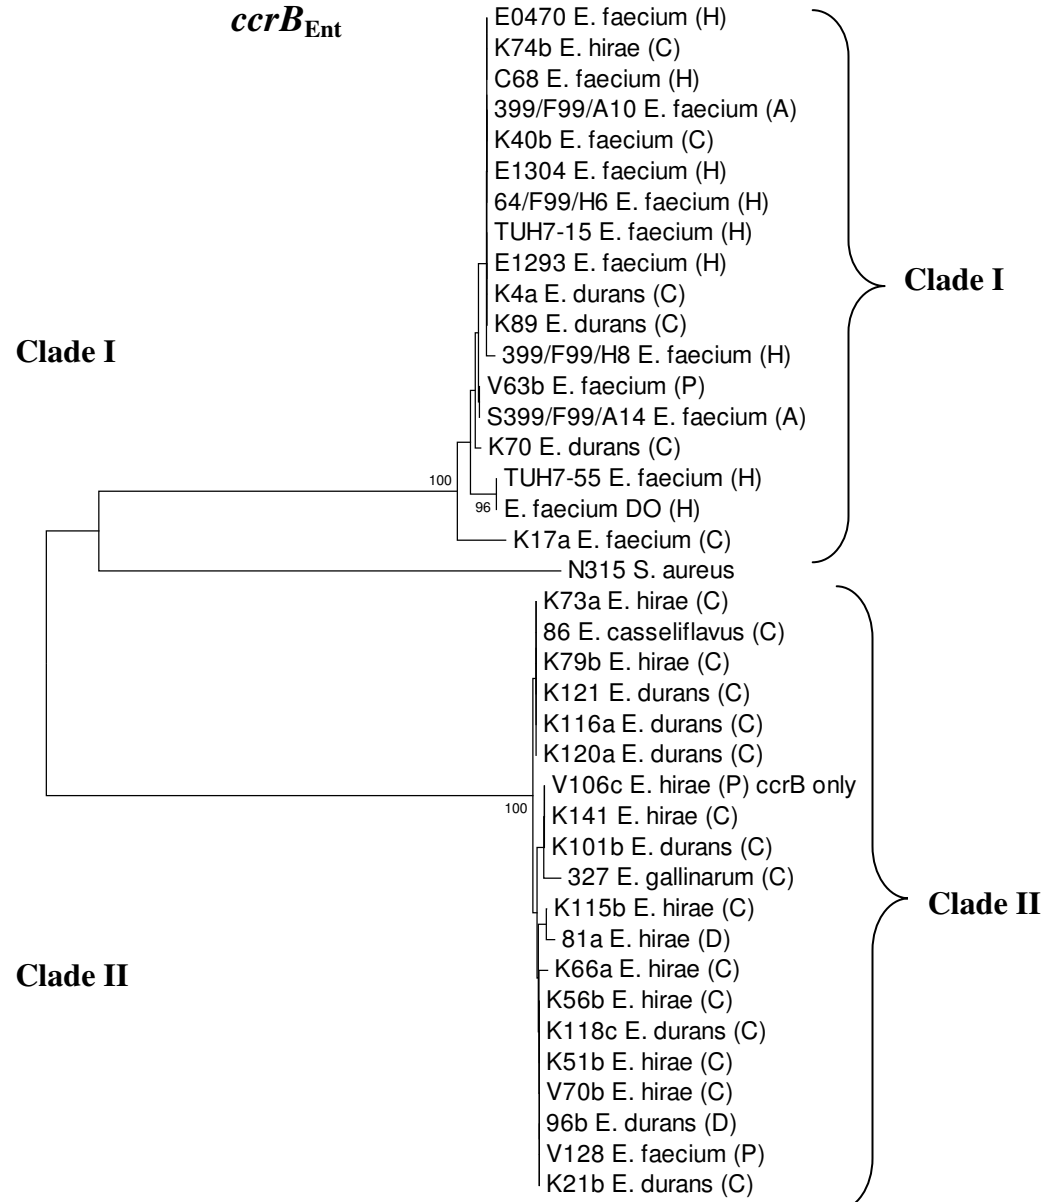 ccrBEnt
E0470 E. faecium (H)
K74b E. hirae (C)
C68 E. faecium (H)
399/F99/A10 E. faecium (A)
K40b E. faecium (C)
E1304 E. faecium (H)
64/F99/H6 E. faecium (H)
TUH7-15 E. faecium (H)
E1293 E. faecium (H)
Clade I
K4a E. durans (C)
K89 E. durans (C)
Clade I
399/F99/H8 E. faecium (H)
V63b E. faecium (P)
S399/F99/A14 E. faecium (A)
K70 E. durans (C)
100
TUH7-55 E. faecium (H)
96
E. faecium DO (H)
K17a E. faecium (C)
N315 S. aureus
K73a E. hirae (C)
86 E. casseliflavus (C)
K79b E. hirae (C)
K121 E. durans (C)
K116a E. durans (C)
K120a E. durans (C)
V106c E. hirae (P) ccrB only
100
K141 E. hirae (C)
K101b E. durans (C)
327 E. gallinarum (C)
Clade II
K115b E. hirae (C)
81a E. hirae (D)
Clade II
K66a E. hirae (C)
K56b E. hirae (C)
K118c E. durans (C)
K51b E. hirae (C)
V70b E. hirae (C)
96b E. durans (D)
V128 E. faecium (P)
K21b E. durans (C)